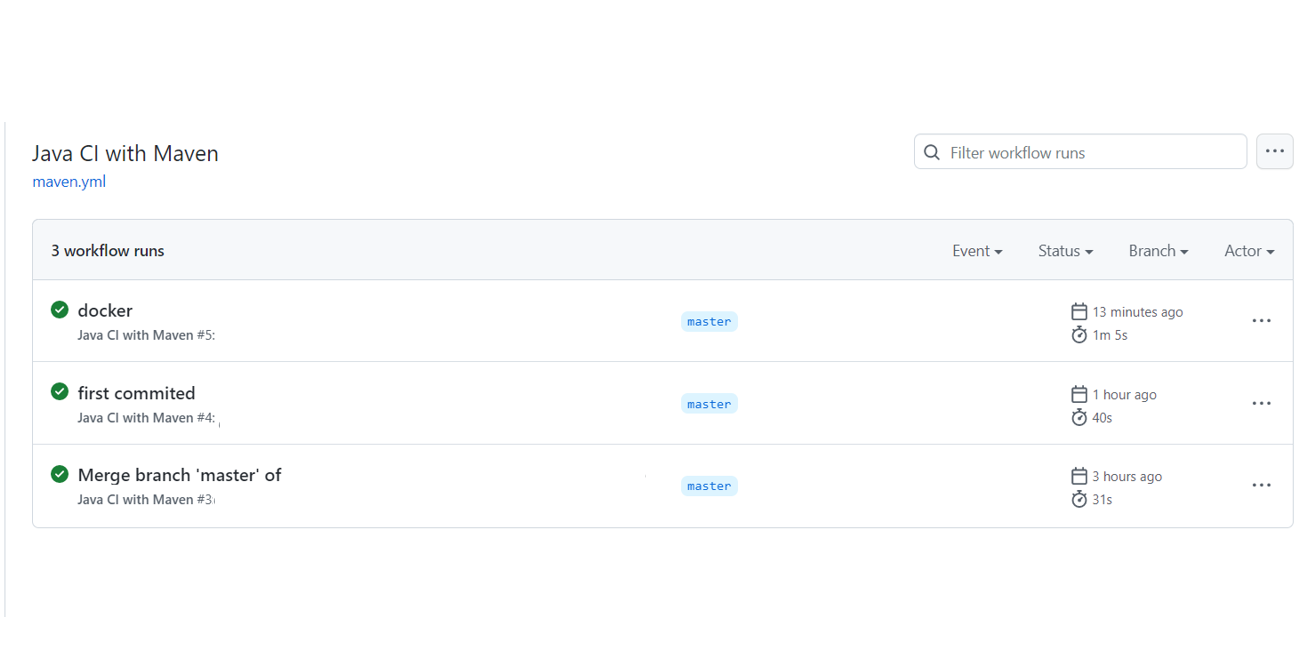 Java CI with Maven
maven.yml
Filter workflow runs
3 workflow runs
Event
Status
Branch
Actor
docker
Java CI with Maven #5:
master
13 minutes ago
1m 5s
first commited
Java CI with Maven #4:
master
1 hour ago
40s
Merge branch 'master' of
Java CI with Maven #3
master
3 hours ago
31s